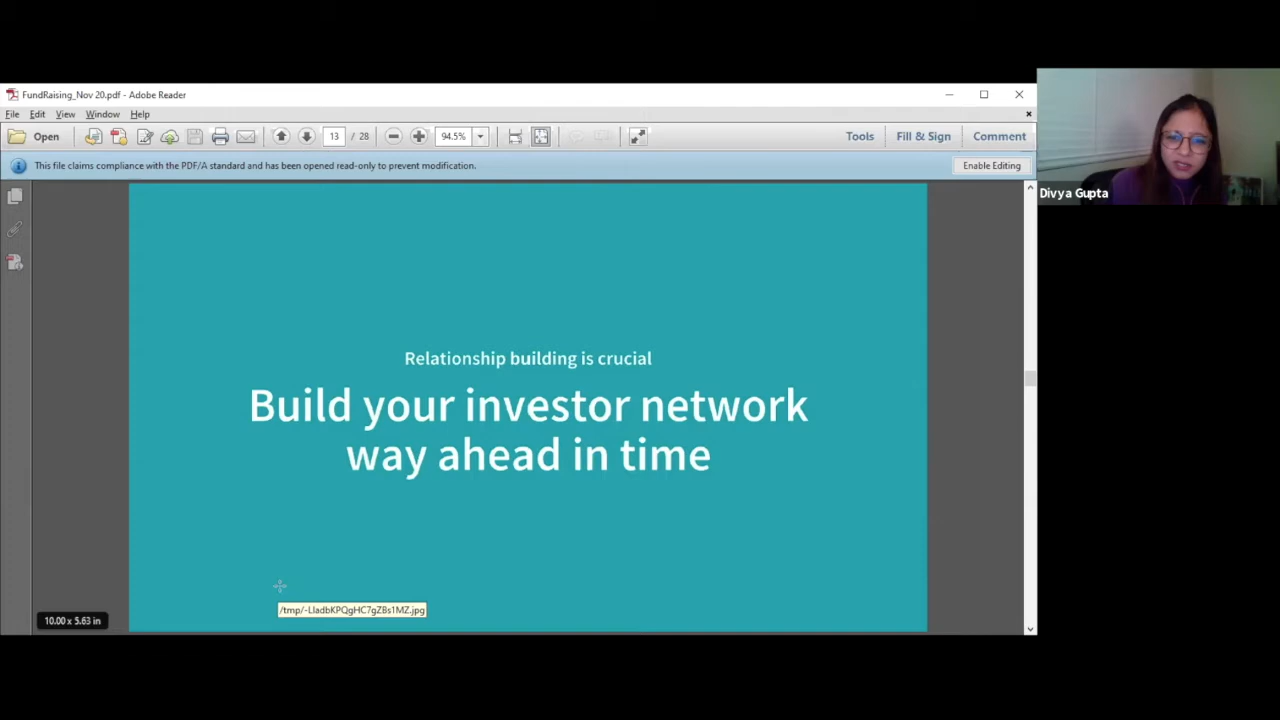 FundRaising_Nov 20.pdf - Adobe Reader
File Edit View Window Help
Open 13 / 28 94.5% Tools Fill & Sign Comment
This file claims compliance with the PDF/A standard and has been opened read-only to prevent modification. Enable Editing
Divya Gupta
Relationship building is crucial
Build your investor network
way ahead in time
/tmp/-LladbKPQgHC7gZBs1MZ.jpg
10.00 x 5.63 in